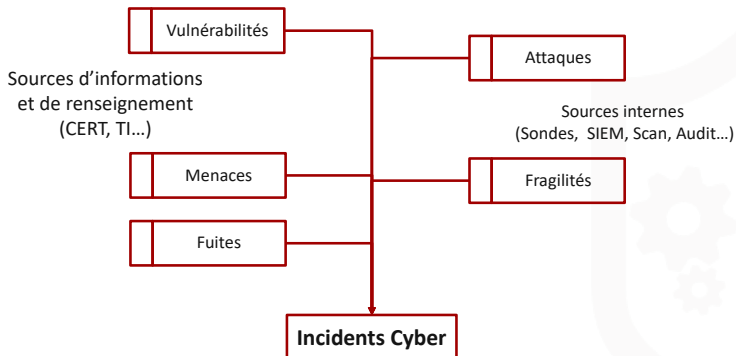 Vulnérabilités
Attaques
Sources d’informations
et de renseignement
(CERT, TI…)
Sources internes
(Sondes, SIEM, Scan, Audit…)
Menaces
Fragilités
Fuites
Incidents Cyber